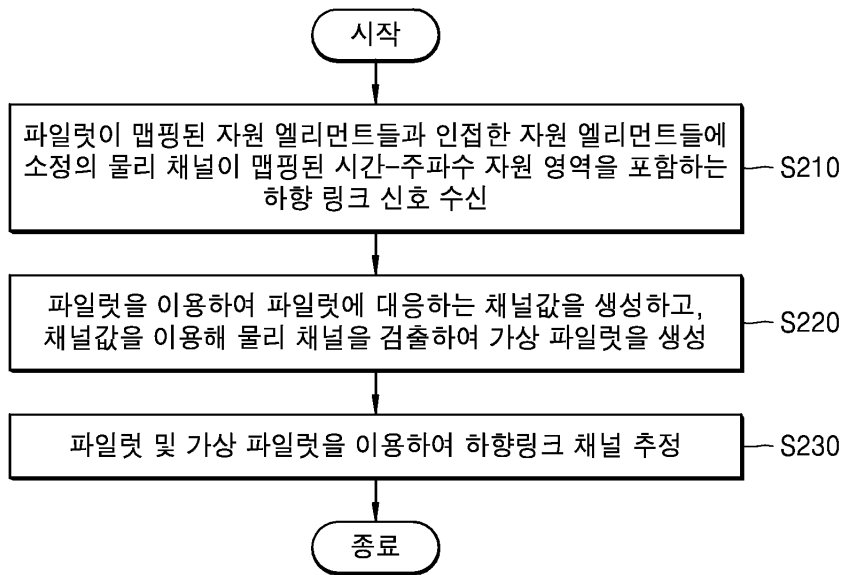 시작
파일럿이 맵핑된 자원 엘리먼트들과 인접한 자원 엘리먼트들에
소정의 물리 채널이 맵핑된 시간-주파수 자원 영역을 포함하는
하향 링크 신호 수신
S210
파일럿을 이용하여 파일럿에 대응하는 채널값을 생성하고,
채널값을 이용해 물리 채널을 검출하여 가상 파일럿을 생성
S220
파일럿 및 가상 파일럿을 이용하여 하향링크 채널 추정
S230
종료